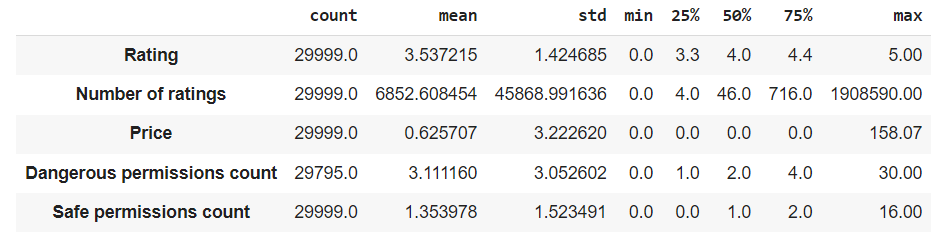 count mean std min 25% 50% 75% max
Rating 29999.0 3.537215 1.424685 0.0 3.3 4.0 4.4 5.00
Number of ratings 29999.0 6852.608454 45868.991636 0.0 4.0 46.0 716.0 1908590.00
Price 29999.0 0.625707 3.222620 0.0 0.0 0.0 0.0 158.07
Dangerous permissions count 29795.0 3.111160 3.052602 0.0 1.0 2.0 4.0 30.00
Safe permissions count 29999.0 1.353978 1.523491 0.0 0.0 1.0 2.0 16.00